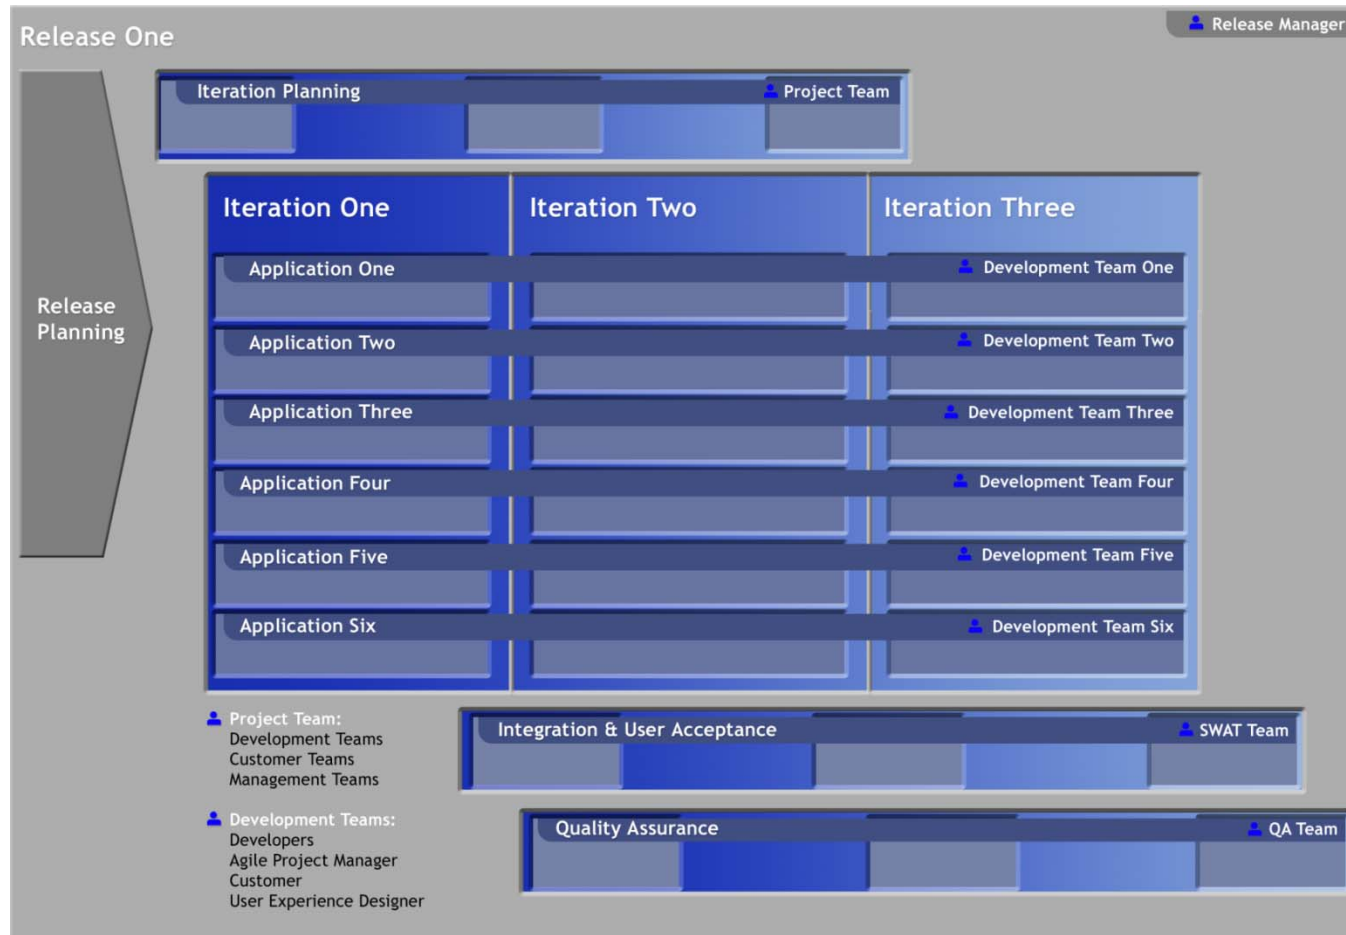 Release One
Release Manager
Iteration Planning
Project Team
Iteration One
Iteration Two
Iteration Three
Release
Planning
Application One
Development Team One
Application Two
Development Team Two
Application Three
Development Team Three
Application Four
Development Team Four
Application Five
Development Team Five
Application Six
Development Team Six
Project Team:
Development Teams
Customer Teams
Management Teams
Integration & User Acceptance
SWAT Team
Development Teams:
Developers
Agile Project Manager
Customer
User Experience Designer
Quality Assurance
QA Team